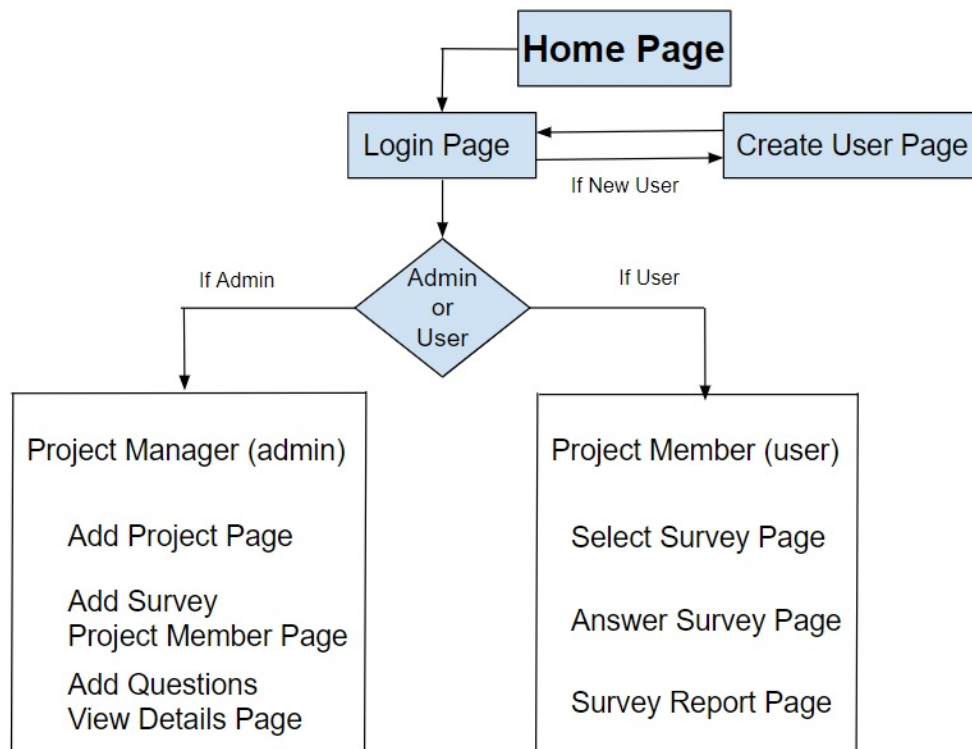 Home Page
Login Page
Create User Page
If New User
If Admin
Admin
or
User
If User
Project Manager (admin)
Add Project Page
Add Survey
Project Member Page
Add Questions
View Details Page
Project Member (user)
Select Survey Page
Answer Survey Page
Survey Report Page